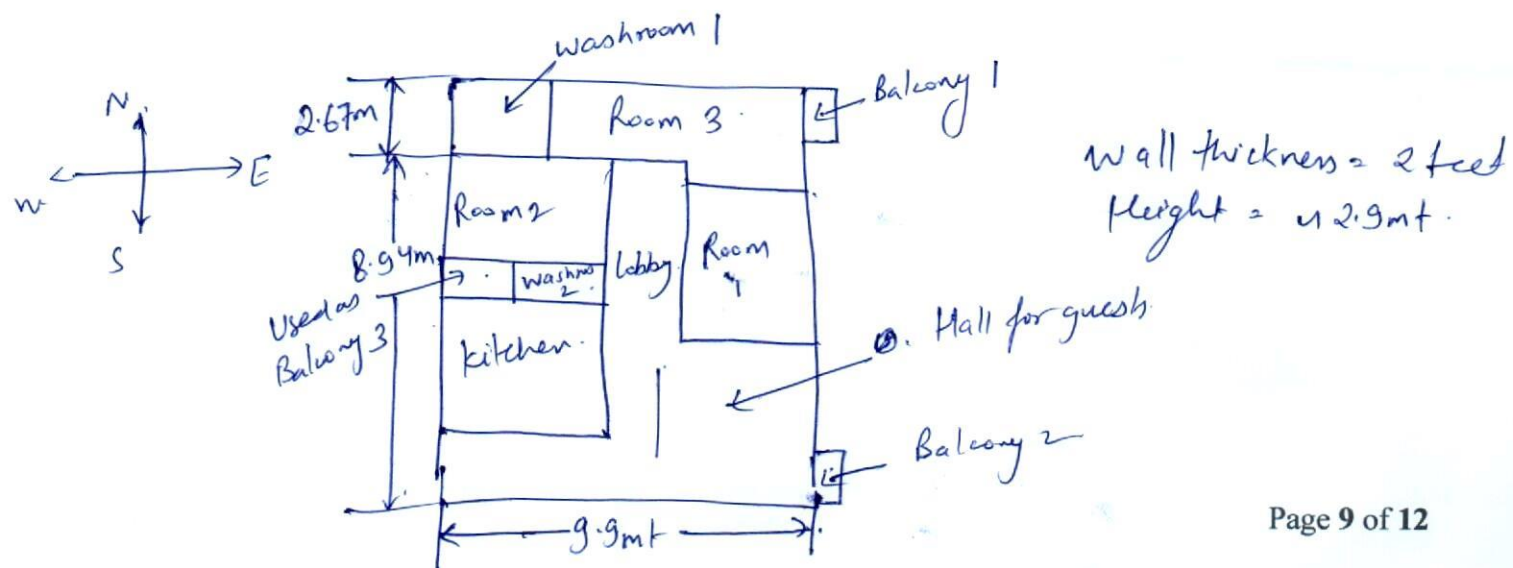 washroom 1
N
W
E
S
2.67m
Room 3
Balcony 1
Wall thickness = 2 feet
Height = 2.9mt.
Room 2
8.94m
Used as
Balcony 3
2
lobby
Room
1
Kitchen.
Hall for guests
Balcony 2
9.9mt
Page 9 of 12